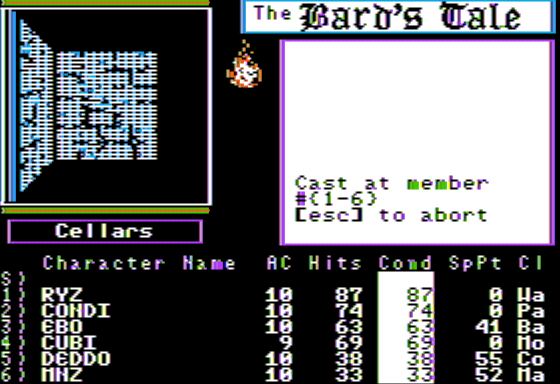 The Bard's Tale
Cast at member
#(1-6)
[esc] to abort
Cellars
Character Name AC Hits Cond SpPt Cl
S)
1) RYZ 10 87 87 0 Wa
2) CONDI 10 74 74 0 Pa
3) EBO 10 63 63 41 Ba
4) CUBI 9 69 69 0 Mo
5) DEDDO 10 38 38 55 Co
6) MNZ 10 33 33 52 Ma